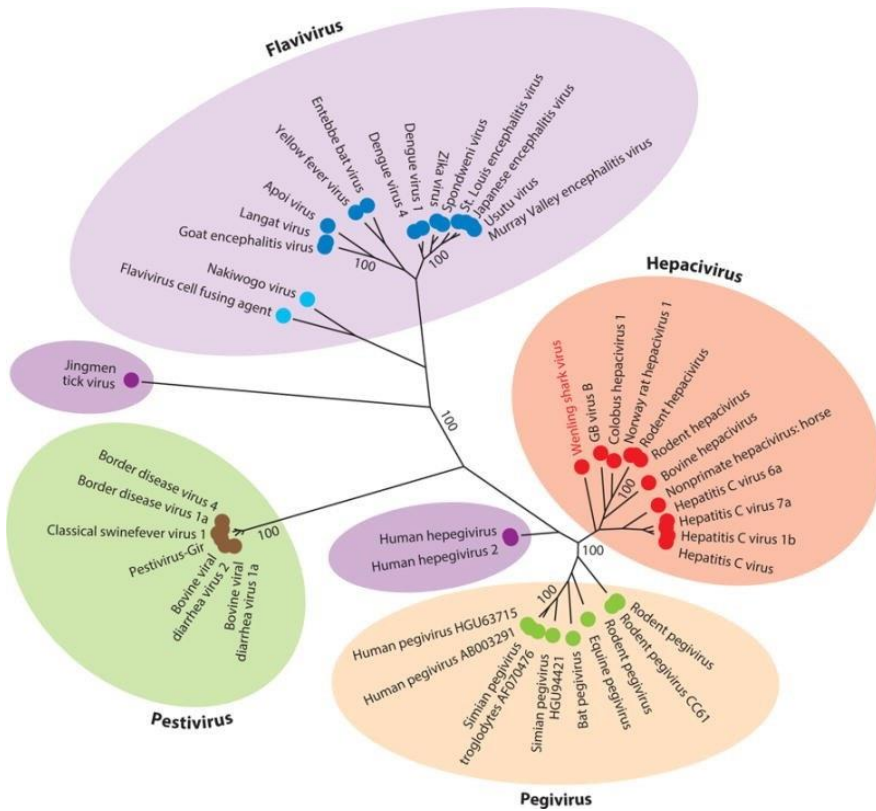 Flavivirus
Entebbe bat virus
Yellow fever virus
Dengue virus 4
Dengue virus 1
Zika virus
Spondweni virus
St. Louis encephalitis virus
Japanese encephalitis virus
Usutu virus
Murray Valley encephalitis virus
Apoi virus
Langat virus
Goat encephalitis virus
100
100
Nakiwogo virus
Flavivirus cell fusing agent
Hepacivirus
Jingmen
tick virus
100
Wenling shark virus
GB virus B
Colobus hepacivirus 1
Norway rat hepacivirus 1
Rodent hepacivirus
Rodent hepacivirus
Bovine hepacivirus
Nonprimate hepacivirus: horse
Hepatitis C virus 6a
Hepatitis C virus 7a
Hepatitis C virus 1b
Hepatitis C virus
100
Border disease virus 4
Border disease virus 1a
Classical swinefever virus 1
Pestivirus-Gir
Bovine viral
diarrhea virus 2
Bovine viral
diarrhea virus 1a
100
Pestivirus
Human hepegivirus
Human hepegivirus 2
100
100
Human pegivirus HGU63715
Human pegivirus AB003291
Simian pegivirus
troglodytes AF070476
Simian pegivirus
HGU94421
Bat pegivirus
Equine pegivirus
Rodent pegivirus
Rodent pegivirus CC61
Rodent pegivirus
Pegivirus